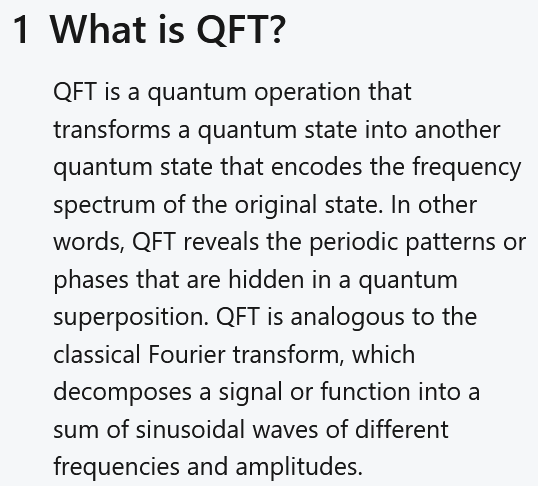 1 What is QFT?
QFT is a quantum operation that
transforms a quantum state into another
quantum state that encodes the frequency
spectrum of the original state. In other
words, QFT reveals the periodic patterns or
phases that are hidden in a quantum
superposition. QFT is analogous to the
classical Fourier transform, which
decomposes a signal or function into a
sum of sinusoidal waves of different
frequencies and amplitudes.